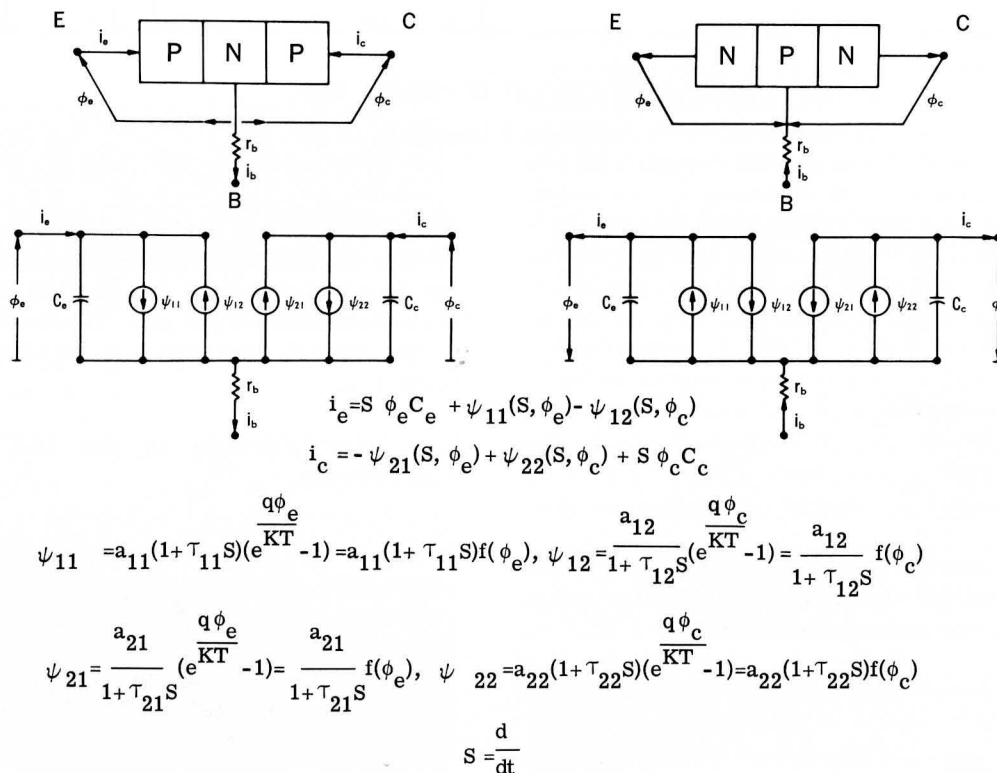 E C E C
i_e P N P i_c N P N
ϕ_e ϕ_c ϕ_e ϕ_c
r_b r_b
i_b i_b
B B
i_e i_c i_e i_c
ϕ_e C_e ψ_11 ψ_12 ψ_21 ψ_22 C_c ϕ_c ϕ_e C_e ψ_11 ψ_12 ψ_21 ψ_22 C_c
r_b r_b
i_b i_b
i_e = S ϕ_e C_e + ψ_11(S, ϕ_e) - ψ_12(S, ϕ_c)
i_c = - ψ_21(S, ϕ_e) + ψ_22(S, ϕ_c) + S ϕ_c C_c
ψ_11 = a_11(1+ τ_11 S)(e^{qϕ_e/KT} -1) = a_11(1+ τ_11 S)f(ϕ_e), ψ_12 = a_12/(1+ τ_12 S) (e^{qϕ_c/KT} -1) = a_12/(1+ τ_12 S) f(ϕ_c)
ψ_21 = a_21/(1+ τ_21 S) (e^{qϕ_e/KT} -1) = a_21/(1+ τ_21 S) f(ϕ_e), ψ_22 = a_22(1+ τ_22 S)(e^{qϕ_c/KT} -1) = a_22(1+ τ_22 S)f(ϕ_c)
S = d/dt